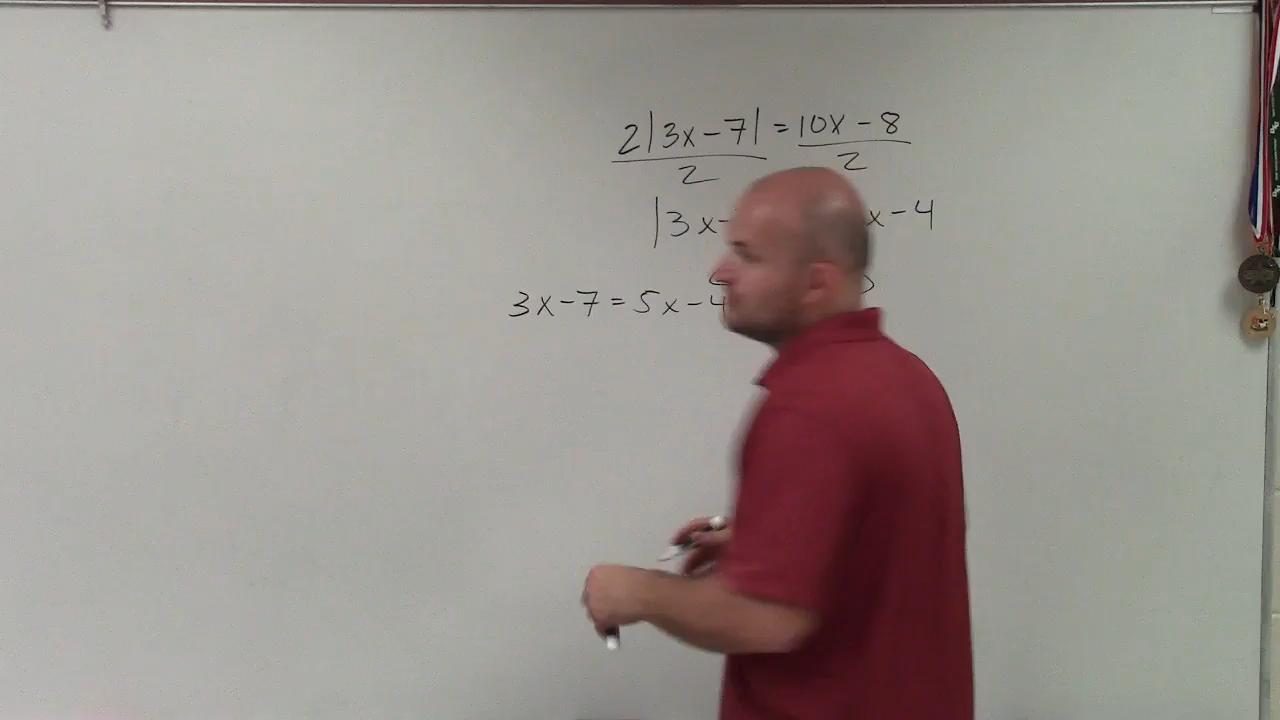 2|3x-7| = 10x-8
2 2
|3x- x-4
3x-7=5x-4